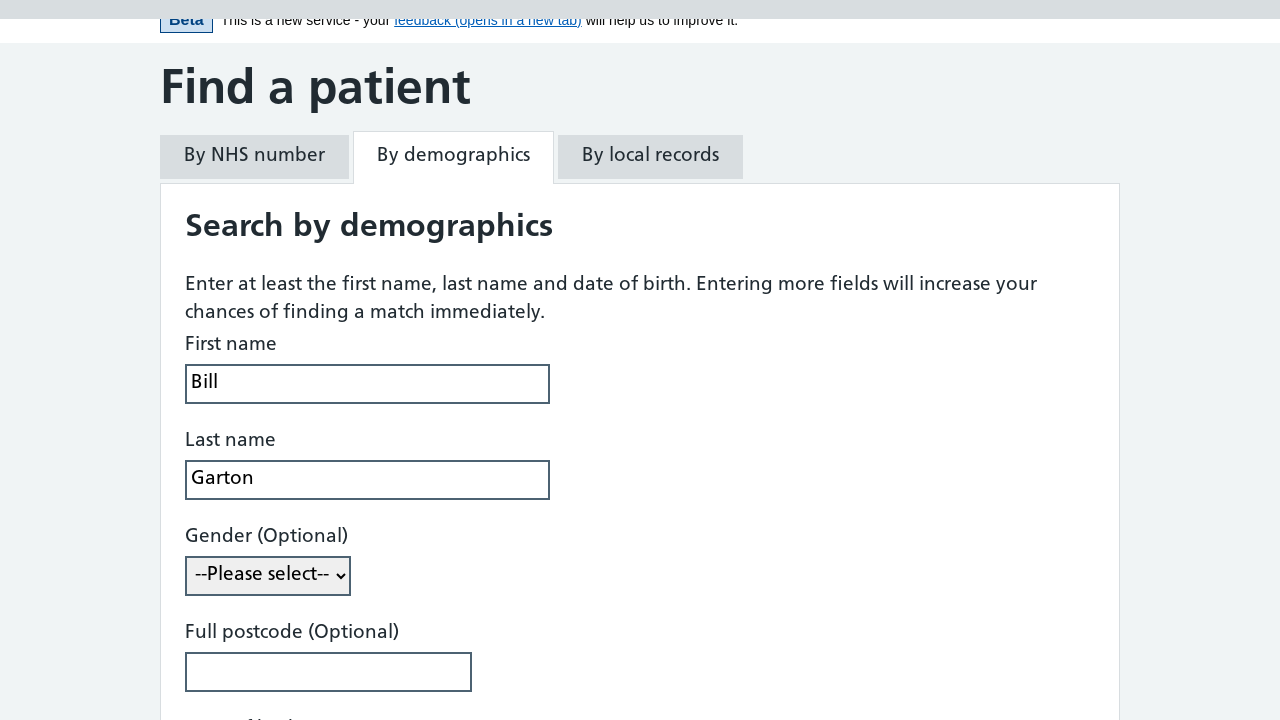 Beta This is a new service - your feedback (opens in a new tab) will help us to improve it.
Find a patient
By NHS number By demographics By local records
Search by demographics
Enter at least the first name, last name and date of birth. Entering more fields will increase your
chances of finding a match immediately.
First name
Bill
Last name
Garton
Gender (Optional)
--Please select--
Full postcode (Optional)